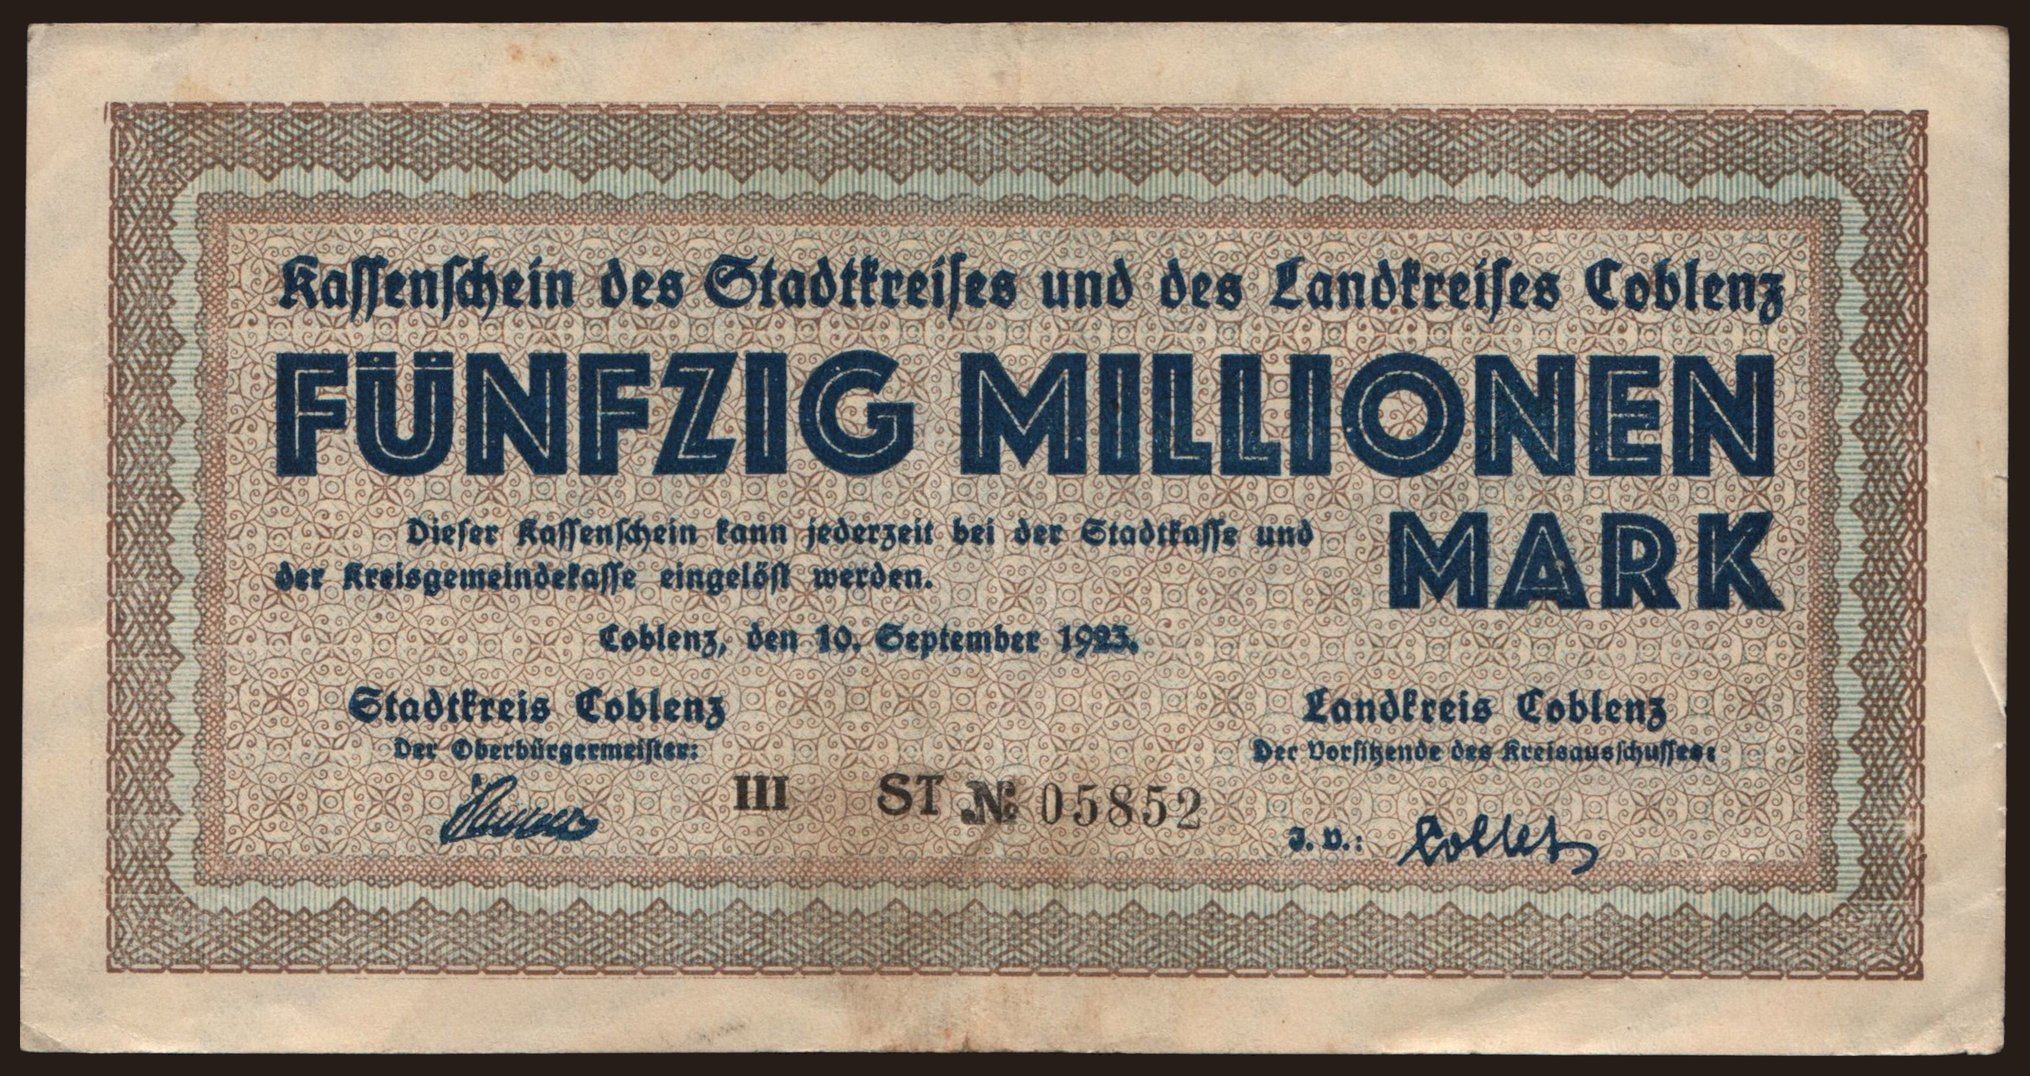 Kassenschein des Stadtkreises und des Landkreises Coblenz
FÜNFZIG MILLIONEN
MARK
Dieser Kassenschein kann jederzeit bei der Stadtkasse und
der Kreisgemeindekasse eingelöst werden.
Coblenz, den 10. September 1923.
Stadtkreis Coblenz
Der Oberbürgermeister:
Landkreis Coblenz
Der Vorsitzende des Kreisausschusses:
III ST № 05852
J. V.: Collet